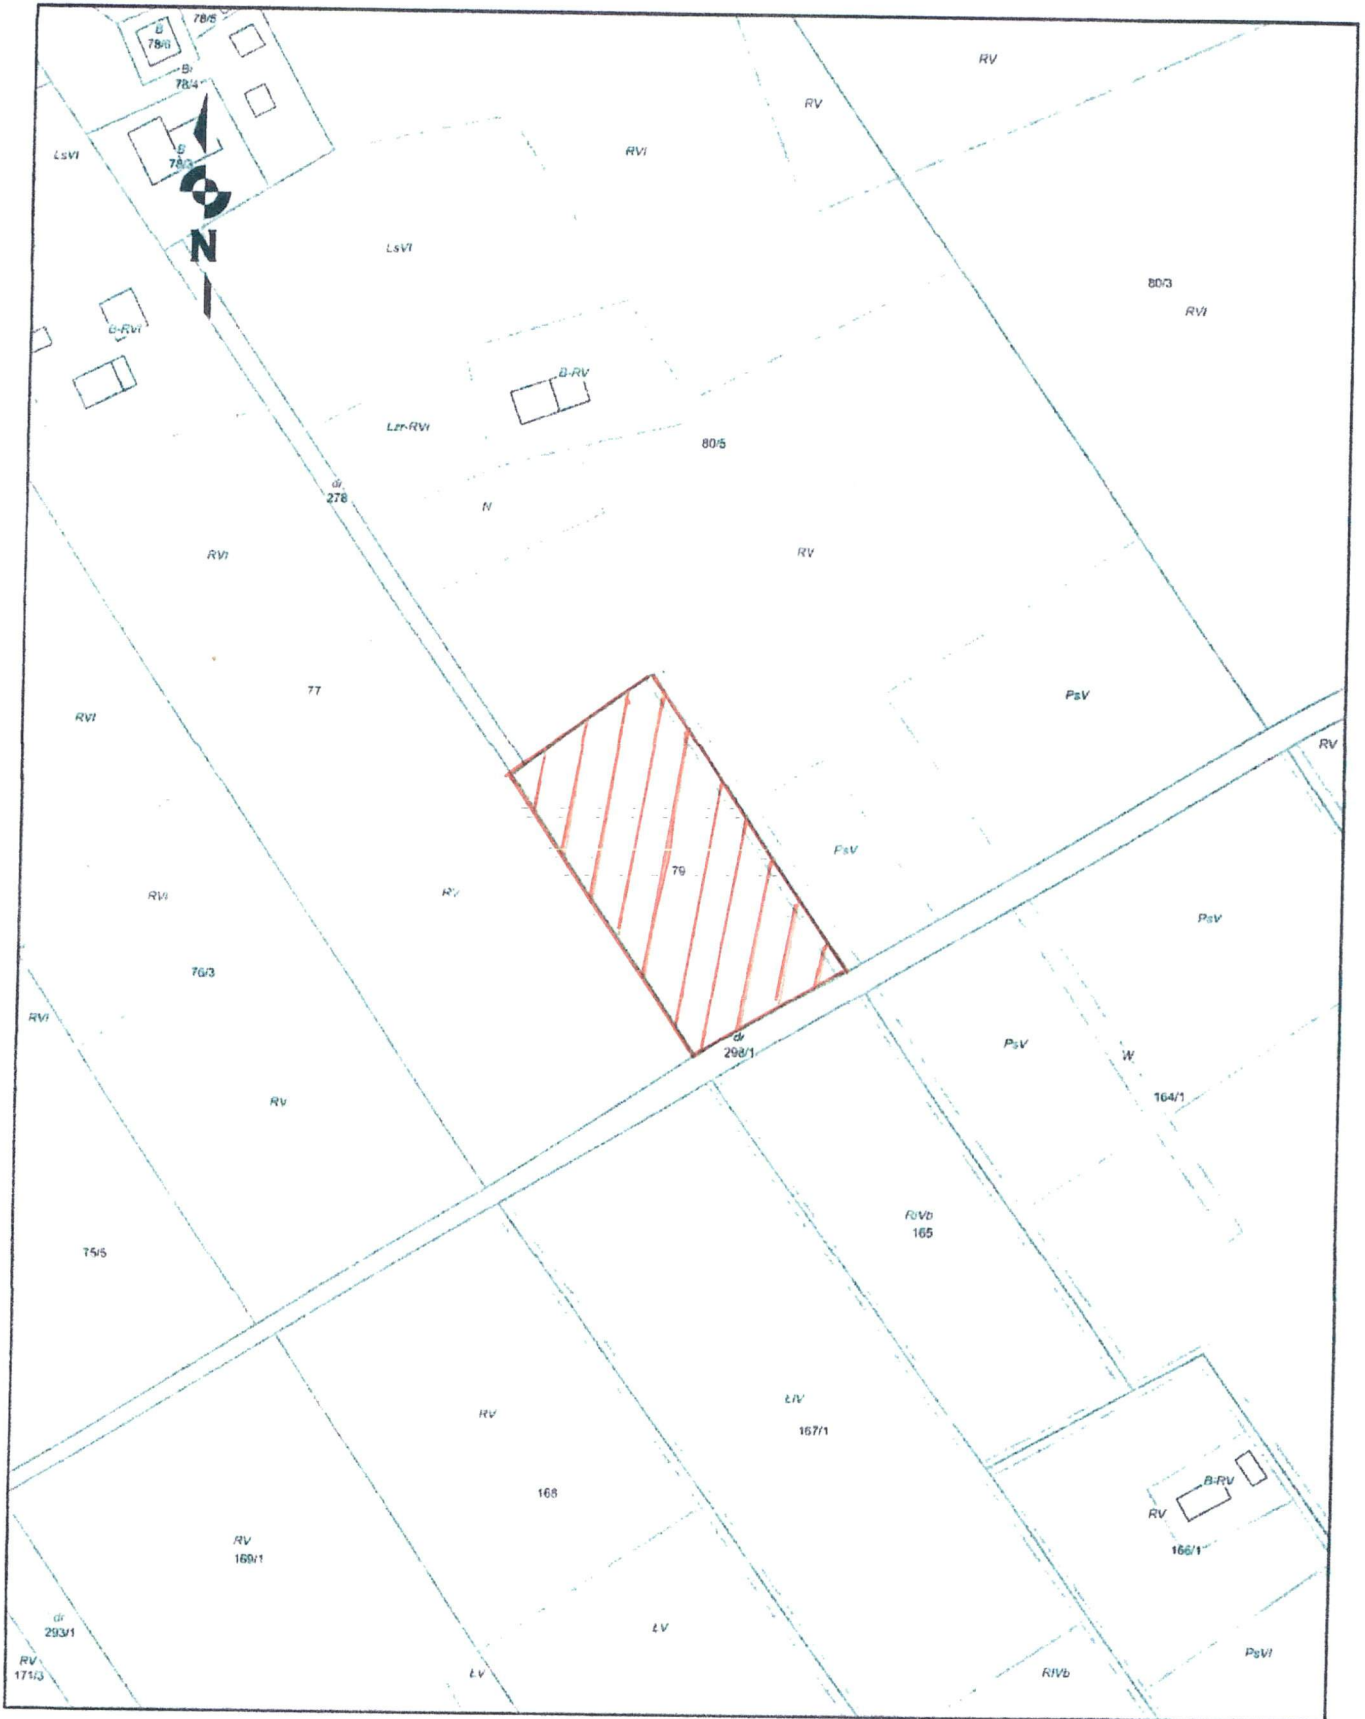 78/5
B
78/6
Bi
78/4
RV
RV
LsVI
B
78/3
RVI
N
LsVI
80/3
RVI
B-RVI
B-RV
Lzr-RVI
80/5
dr
278
N
RVI
RV
77
PsV
RVI
RV
79
PsV
RVI
RV
PsV
76/3
RVI
dr
298/1
PsV
W
164/1
RV
RIVb
165
75/5
ŁIV
167/1
RV
168
B-RV
RV
166/1
RV
169/1
dr
293/1
ŁV
PsVI
RV
171/3
ŁV
RIVb